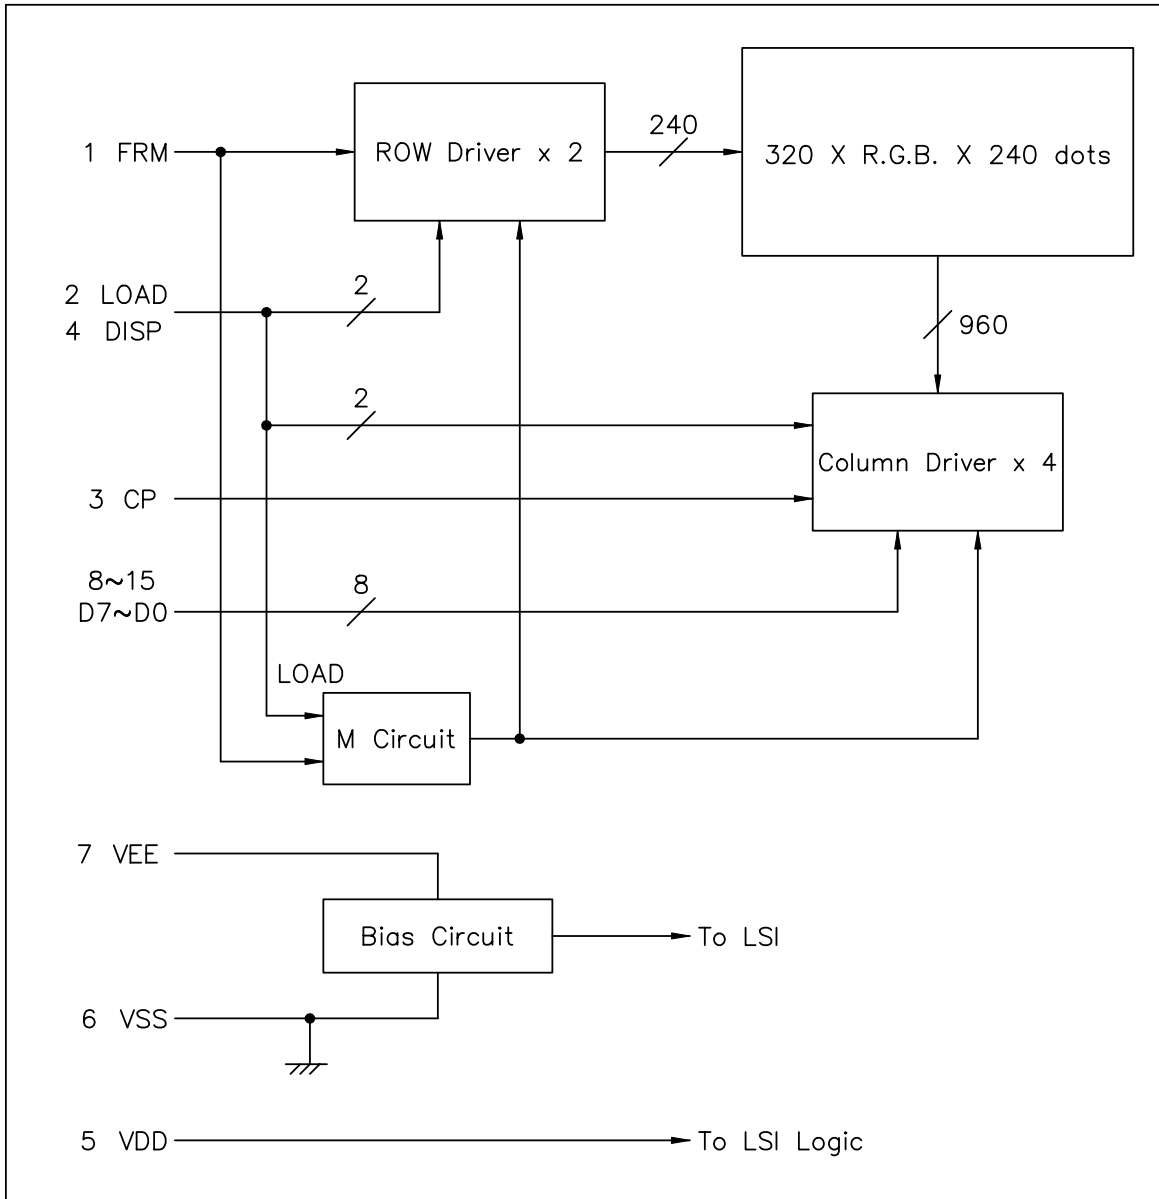 1 FRM
ROW Driver x 2
240
320 X R.G.B. X 240 dots
2 LOAD
4 DISP
2
960
2
Column Driver x 4
3 CP
8~15
D7~D0
8
LOAD
M Circuit
7 VEE
Bias Circuit
To LSI
6 VSS
5 VDD
To LSI Logic